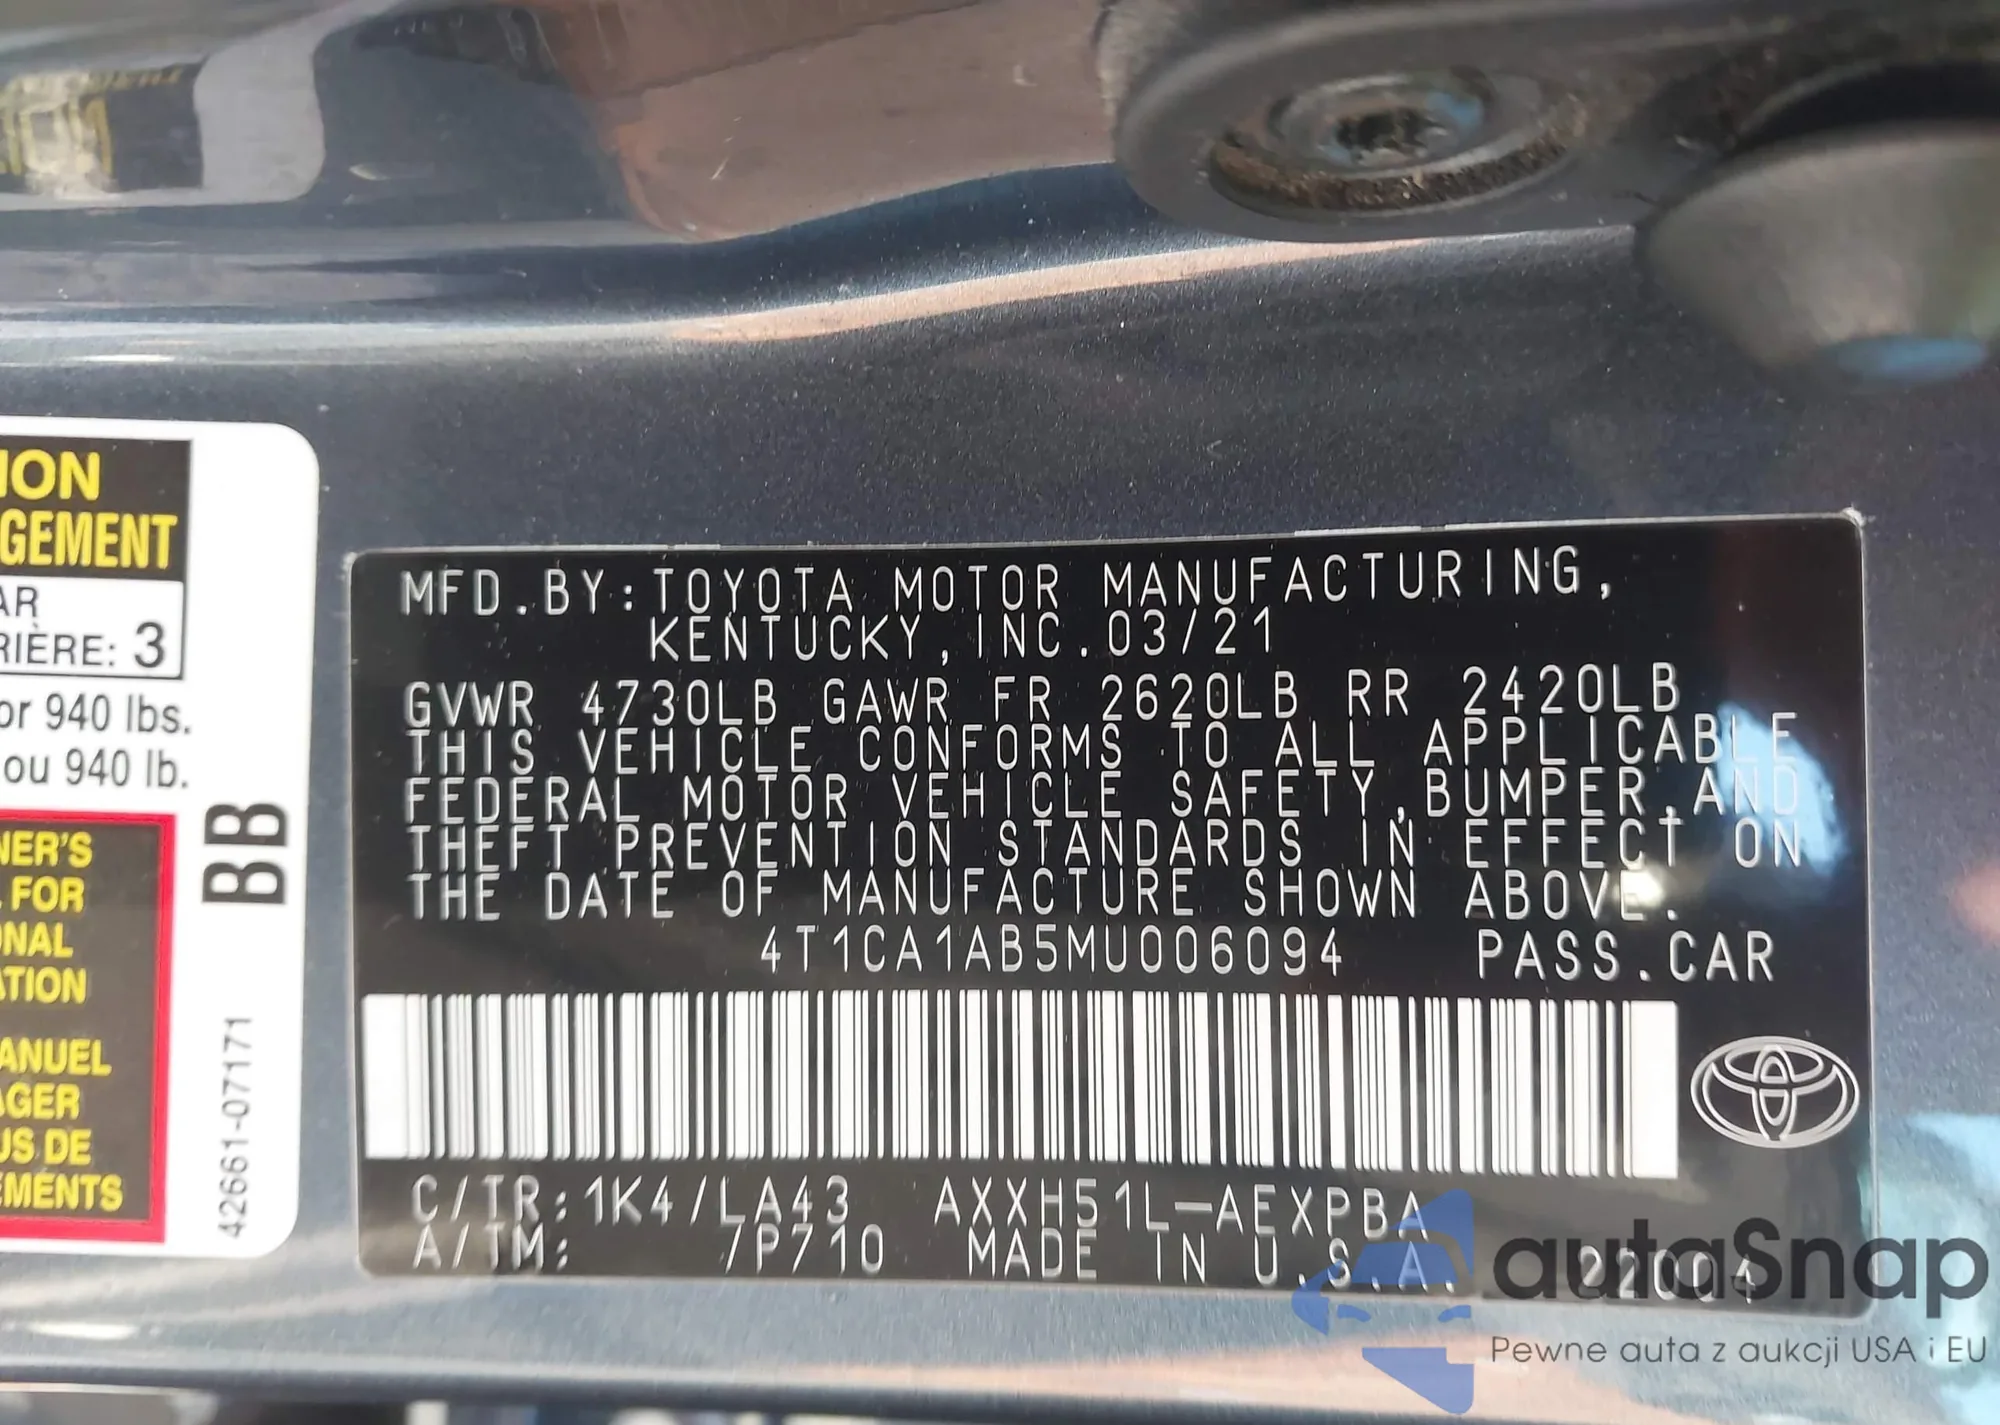 ION
GEMENT
AR
RIÈRE: 3
or 940 lbs.
ou 940 lb.
NER'S
FOR
NAL
ATION
ANUEL
AGER
US DE
EMENTS
BB
42661-07171
MFD.BY:TOYOTA MOTOR MANUFACTURING,
KENTUCKY,INC.03/21
GVWR 4730LB GAWR FR 2620LB RR 2420LB
THIS VEHICLE CONFORMS TO ALL APPLICABLE
FEDERAL MOTOR VEHICLE SAFETY,BUMPER,AND
THEFT PREVENTION STANDARDS IN EFFECT ON
THE DATE OF MANUFACTURE SHOWN ABOVE.
4T1CA1AB5MU006094 PASS.CAR
C/TR:1K4/LA43 AXXH51L-AEXPBA
A/TM: /P710 MADE IN U.S.A. 22004
autaSnap
Pewne auta z aukcji USA i EU